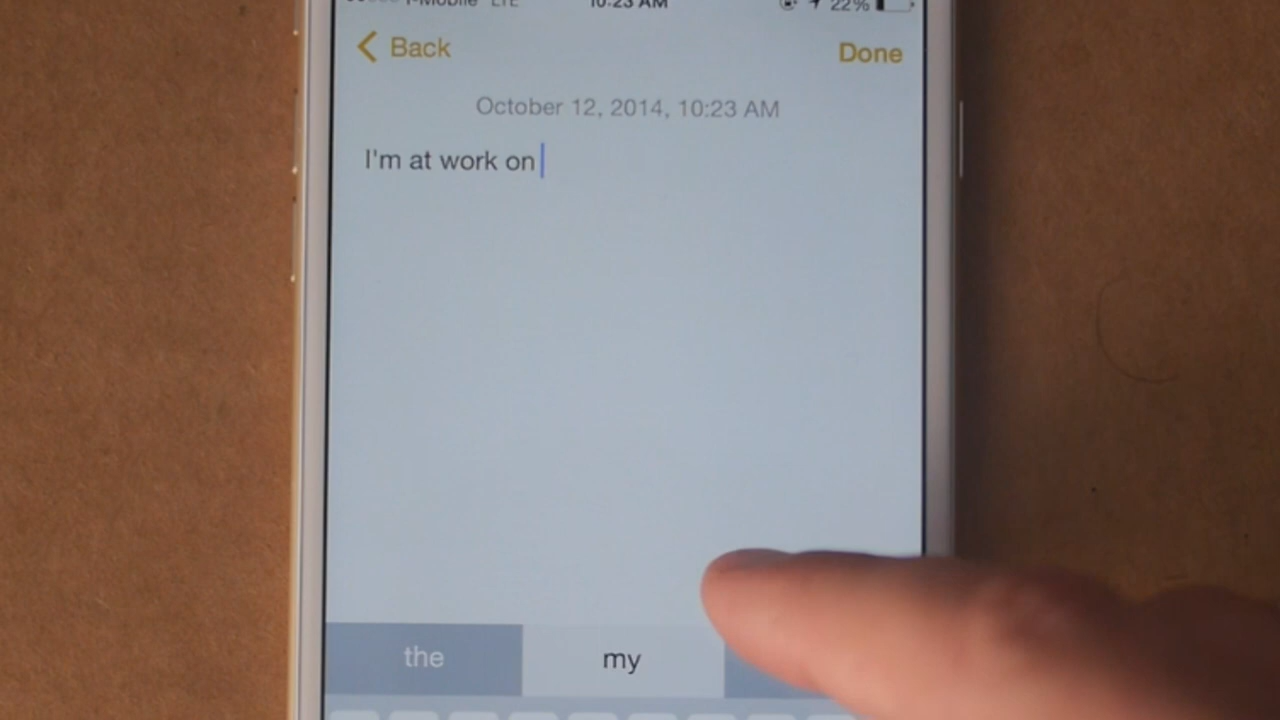 T-Mobile LTE 10:23 AM 22%
Back Done
October 12, 2014, 10:23 AM
I'm at work on
the my